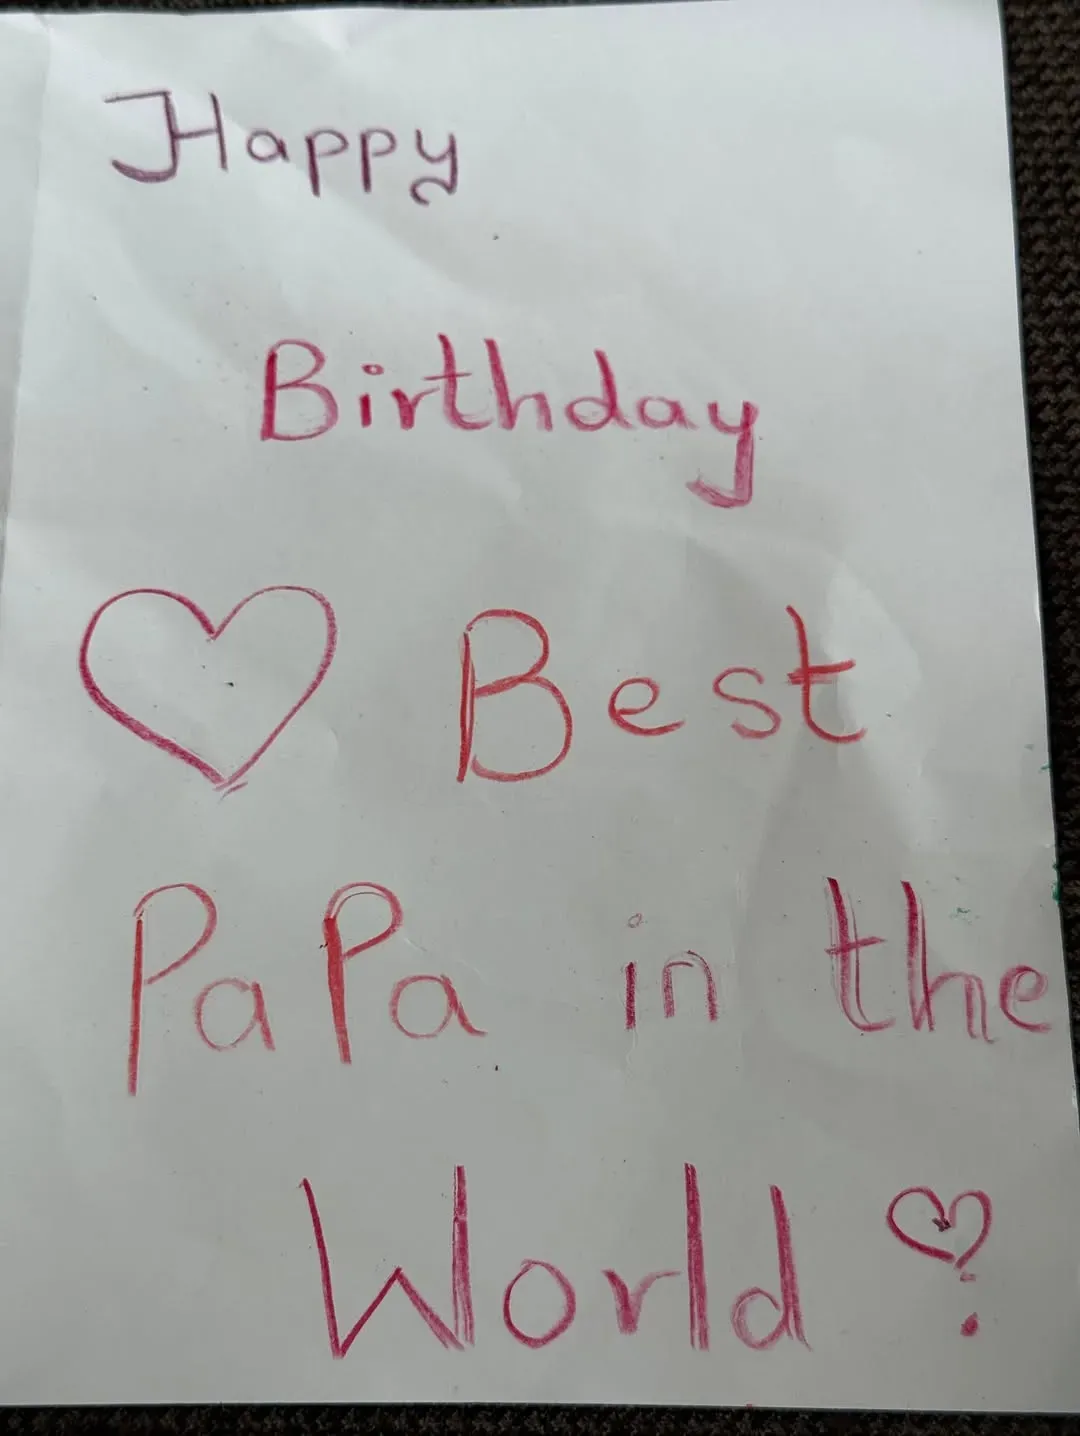 Happy
Birthday
♡ Best
PaPa in the
World ♡